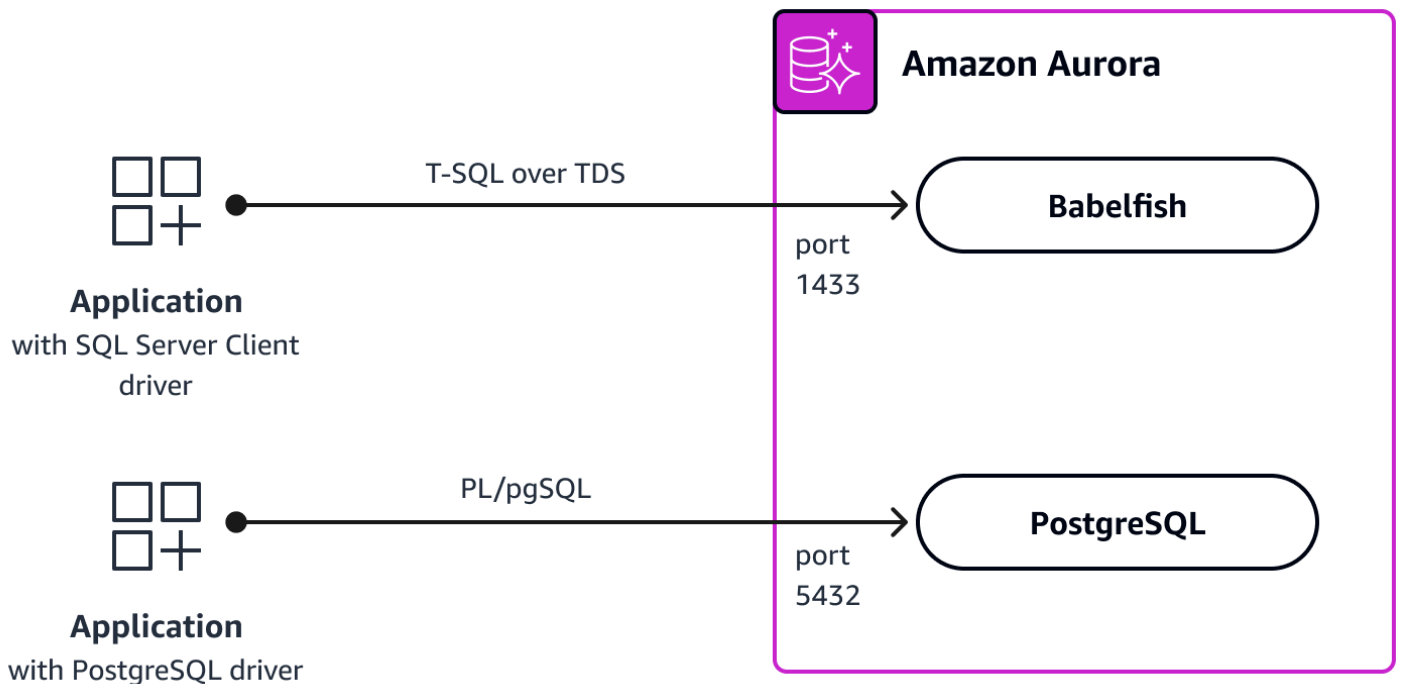 Amazon Aurora
T-SQL over TDS
Babelfish
port
1433
Application
with SQL Server Client
driver
PL/pgSQL
PostgreSQL
port
5432
Application
with PostgreSQL driver